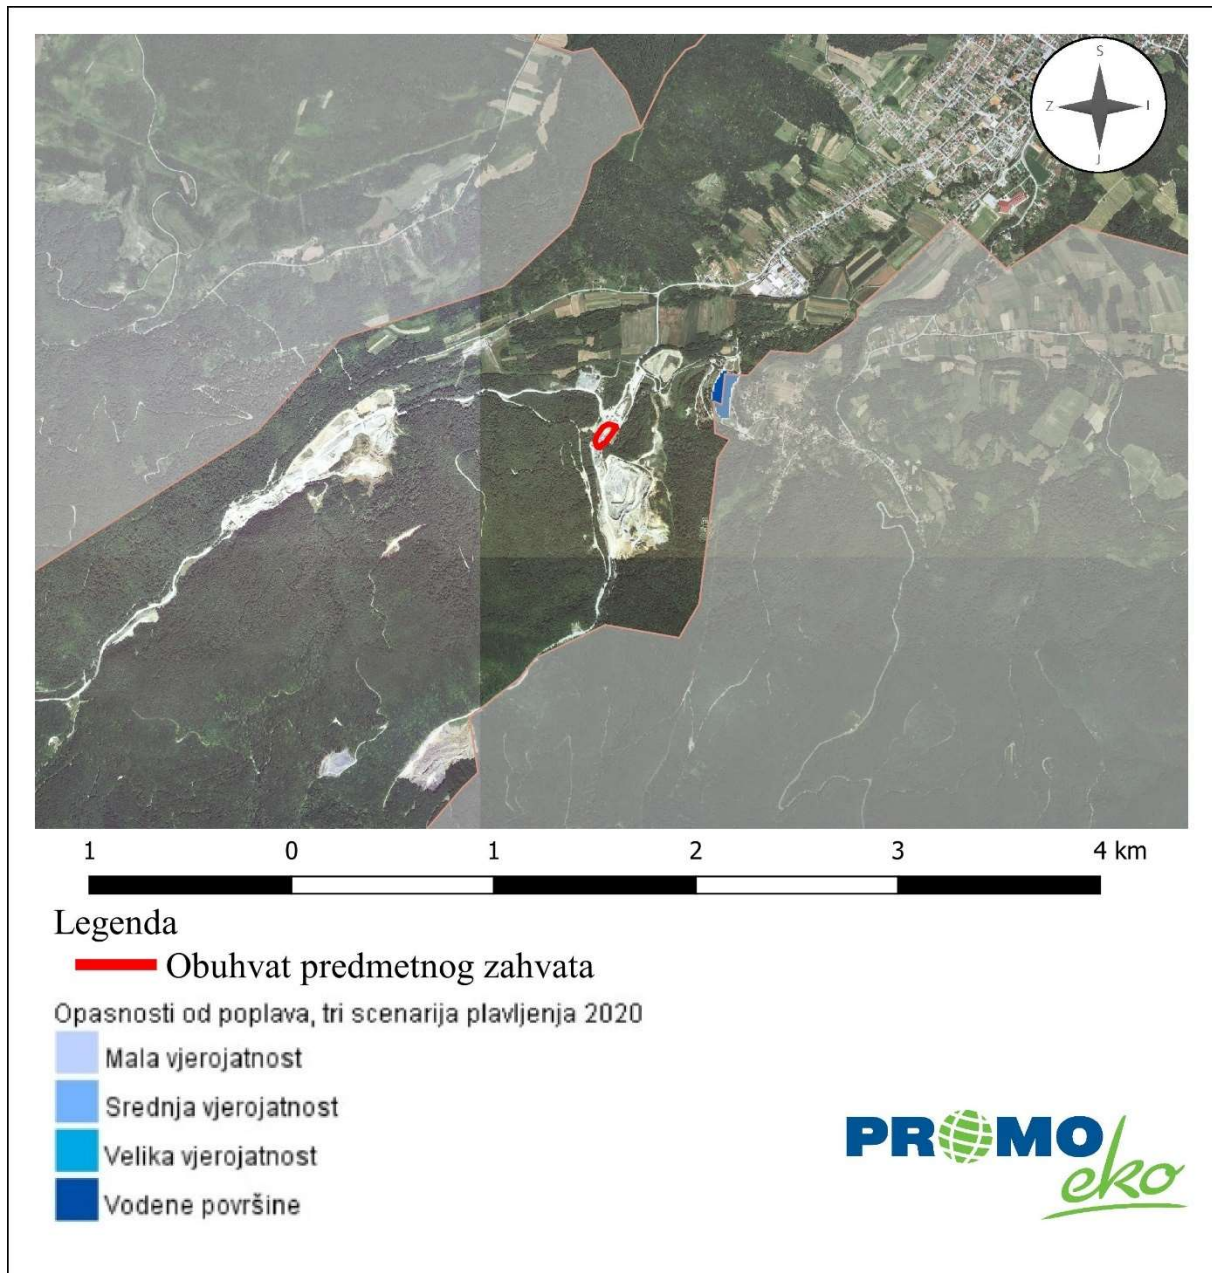 S
Z I
J
1 0 1 2 3 4 km
Legenda
Obuhvat predmetnog zahvata
Opasnosti od poplava, tri scenarija plavljenja 2020
Mala vjerojatnost
Srednja vjerojatnost
Velika vjerojatnost
Vodene površine
PROMO
eko